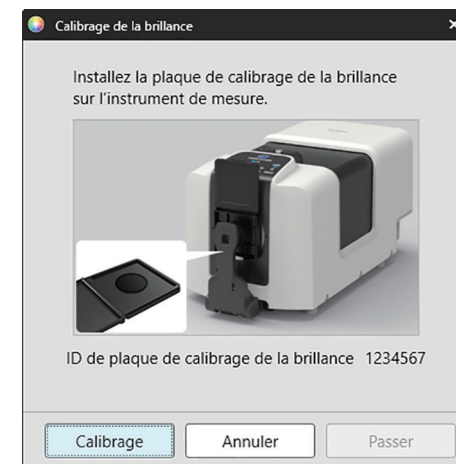 Calibrage de la brillance
Installez la plaque de calibrage de la brillance
sur l'instrument de mesure.
ID de plaque de calibrage de la brillance 1234567
Calibrage
Annuler
Passer